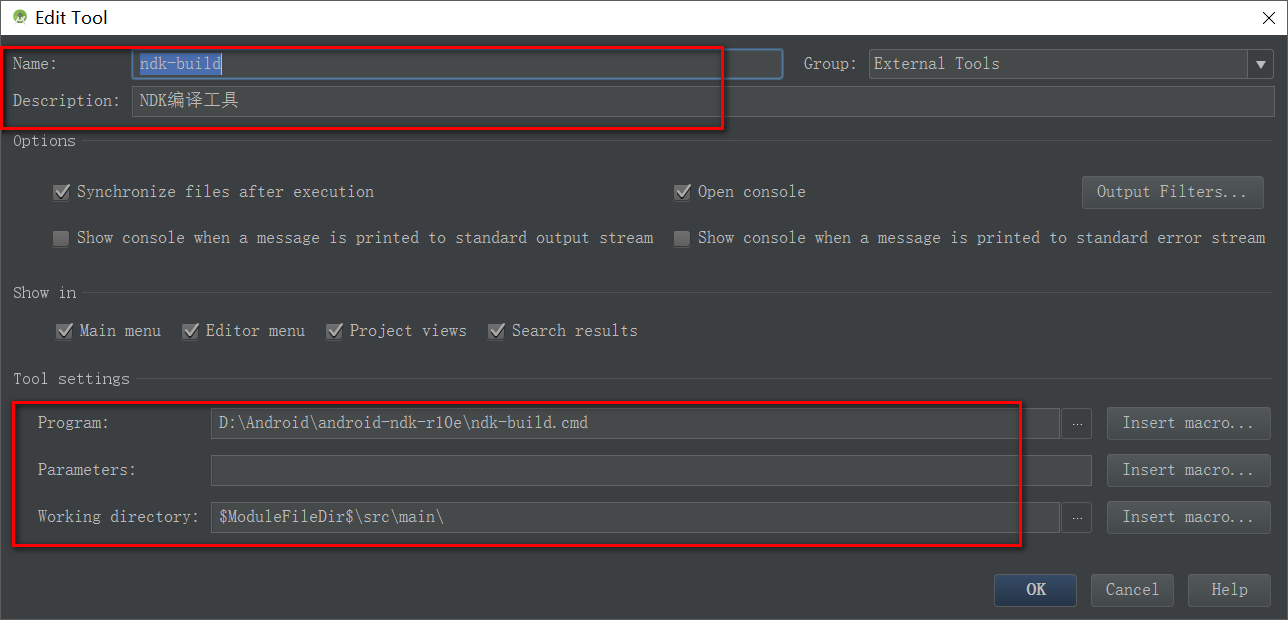 Edit Tool
Name: ndk-build Group: External Tools
Description: NDK编译工具
Options
Synchronize files after execution Open console Output Filters...
Show console when a message is printed to standard output stream Show console when a message is printed to standard error stream
Show in
Main menu Editor menu Project views Search results
Tool settings
Program: D:\Android\android-ndk-r10e\ndk-build.cmd ... Insert macro...
Parameters: Insert macro...
Working directory: $ModuleFileDir$\src\main\ ... Insert macro...
OK Cancel Help